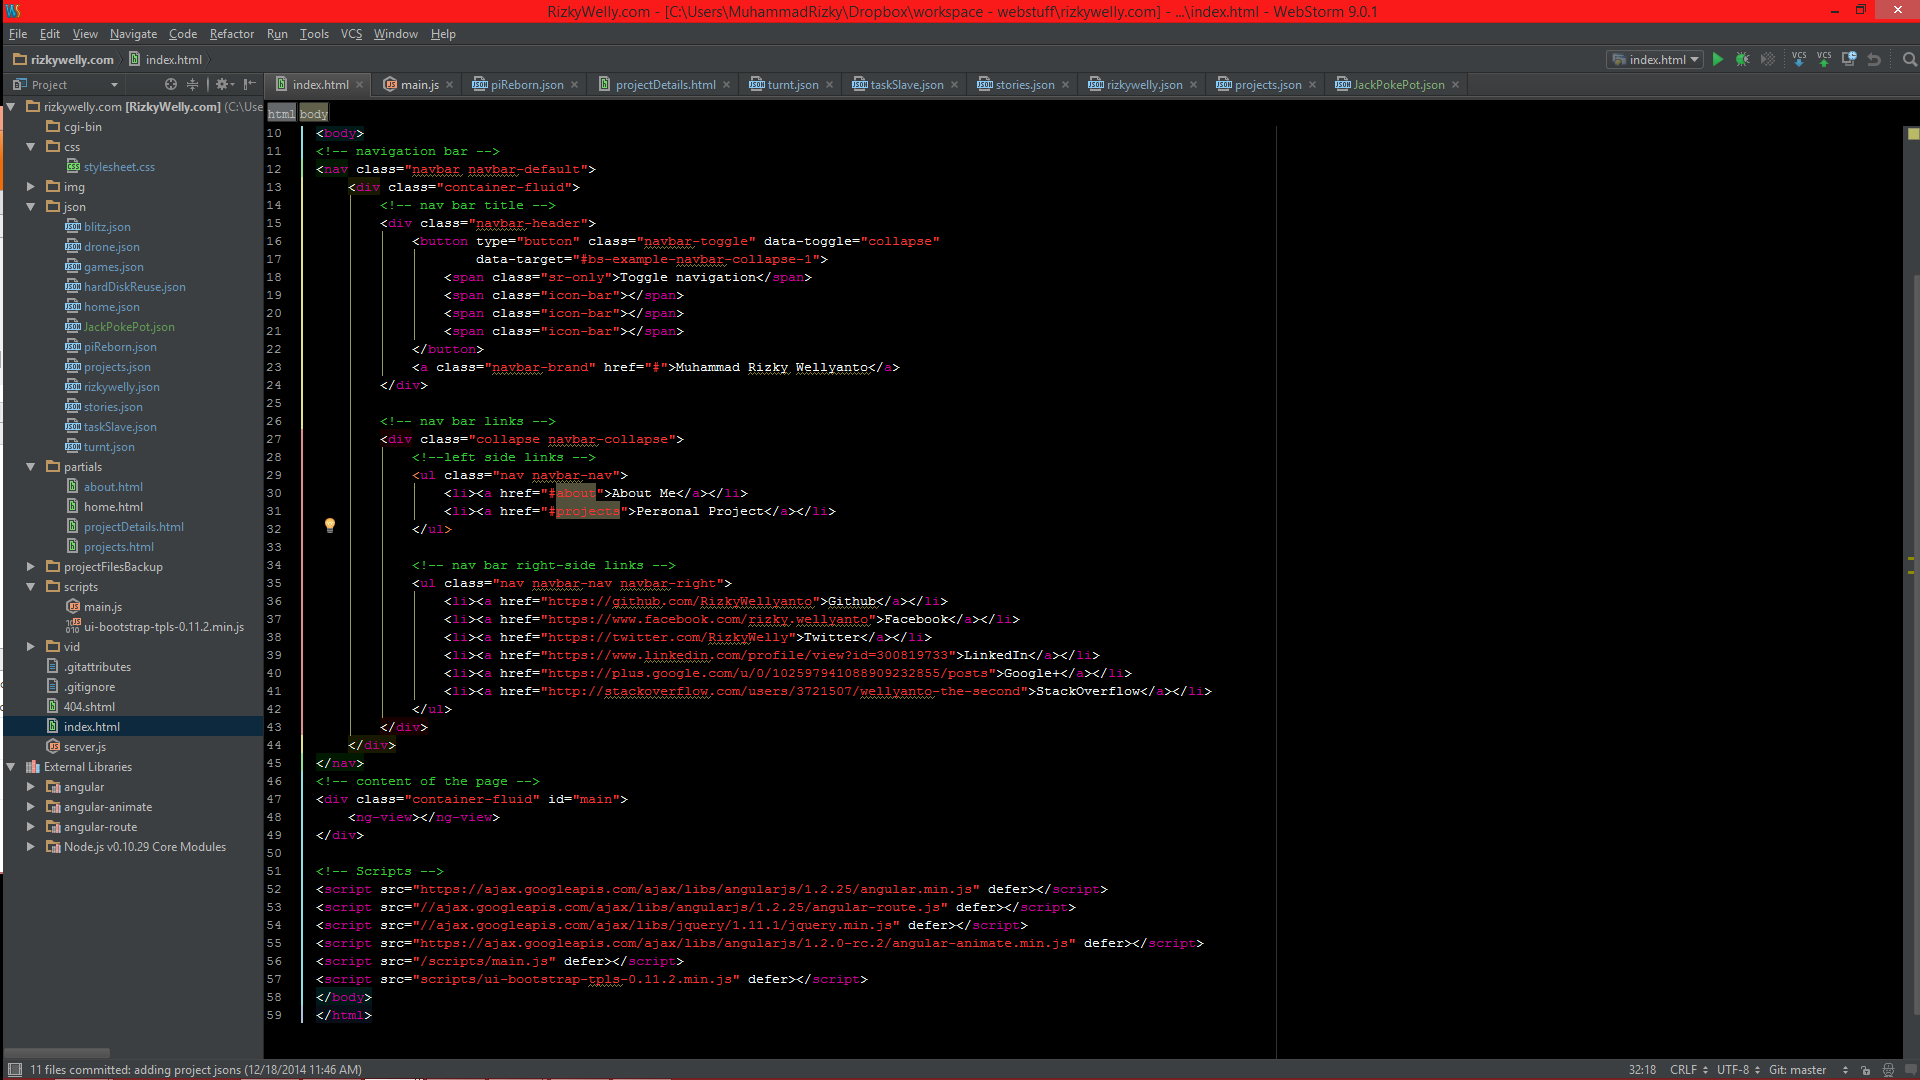 RizkyWelly.com - [C:\Users\MuhammadRizky\Dropbox\workspace - webstuff\rizkywelly.com] - ...\index.html - WebStorm 9.0.1
File Edit View Navigate Code Refactor Run Tools VCS Window Help
rizkywelly.com index.html
index.html
VCS VCS
Project
index.html main.js piReborn.json projectDetails.html turnt.json taskSlave.json stories.json rizkywelly.json projects.json JackPokePot.json
rizkywelly.com [RizkyWelly.com] (C:\Use
cgi-bin
css
stylesheet.css
img
json
blitz.json
drone.json
games.json
hardDiskReuse.json
home.json
JackPokePot.json
piReborn.json
projects.json
rizkywelly.json
stories.json
taskSlave.json
turnt.json
partials
about.html
home.html
projectDetails.html
projects.html
projectFilesBackup
scripts
main.js
ui-bootstrap-tpls-0.11.2.min.js
vid
.gitattributes
.gitignore
404.shtml
index.html
server.js
External Libraries
angular
angular-animate
angular-route
Node.js v0.10.29 Core Modules
html body
10 <body>
11 <!-- navigation bar -->
12 <nav class="navbar navbar-default">
13 <div class="container-fluid">
14 <!-- nav bar title -->
15 <div class="navbar-header">
16 <button type="button" class="navbar-toggle" data-toggle="collapse"
17 data-target="#bs-example-navbar-collapse-1">
18 <span class="sr-only">Toggle navigation</span>
19 <span class="icon-bar"></span>
20 <span class="icon-bar"></span>
21 <span class="icon-bar"></span>
22 </button>
23 <a class="navbar-brand" href="#">Muhammad Rizky Wellyanto</a>
24 </div>
25
26 <!-- nav bar links -->
27 <div class="collapse navbar-collapse">
28 <!--left side links -->
29 <ul class="nav navbar-nav">
30 <li><a href="#about">About Me</a></li>
31 <li><a href="#projects">Personal Project</a></li>
32 </ul>
33
34 <!-- nav bar right-side links -->
35 <ul class="nav navbar-nav navbar-right">
36 <li><a href="https://github.com/RizkyWellyanto">Github</a></li>
37 <li><a href="https://www.facebook.com/rizky.wellyanto">Facebook</a></li>
38 <li><a href="https://twitter.com/RizkyWelly">Twitter</a></li>
39 <li><a href="https://www.linkedin.com/profile/view?id=300819733">LinkedIn</a></li>
40 <li><a href="https://plus.google.com/u/0/102597941088909232855/posts">Google+</a></li>
41 <li><a href="http://stackoverflow.com/users/3721507/wellyanto-the-second">StackOverflow</a></li>
42 </ul>
43 </div>
44 </div>
45 </nav>
46 <!-- content of the page -->
47 <div class="container-fluid" id="main">
48 <ng-view></ng-view>
49 </div>
50
51 <!-- Scripts -->
52 <script src="https://ajax.googleapis.com/ajax/libs/angularjs/1.2.25/angular.min.js" defer></script>
53 <script src="//ajax.googleapis.com/ajax/libs/angularjs/1.2.25/angular-route.js" defer></script>
54 <script src="//ajax.googleapis.com/ajax/libs/jquery/1.11.1/jquery.min.js" defer></script>
55 <script src="https://ajax.googleapis.com/ajax/libs/angularjs/1.2.0-rc.2/angular-animate.min.js" defer></script>
56 <script src="/scripts/main.js" defer></script>
57 <script src="scripts/ui-bootstrap-tpls-0.11.2.min.js" defer></script>
58 </body>
59 </html>
11 files committed: adding project jsons (12/18/2014 11:46 AM)
32:18 CRLF UTF-8 Git: master